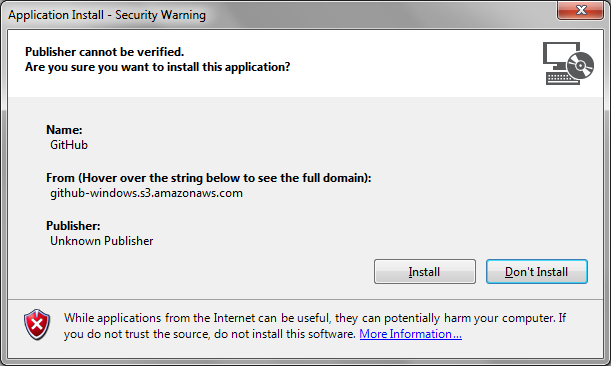 Application Install - Security Warning
Publisher cannot be verified.
Are you sure you want to install this application?
Name:
GitHub
From (Hover over the string below to see the full domain):
github-windows.s3.amazonaws.com
Publisher:
Unknown Publisher
Install
Don't Install
While applications from the Internet can be useful, they can potentially harm your computer. If
you do not trust the source, do not install this software. More Information...